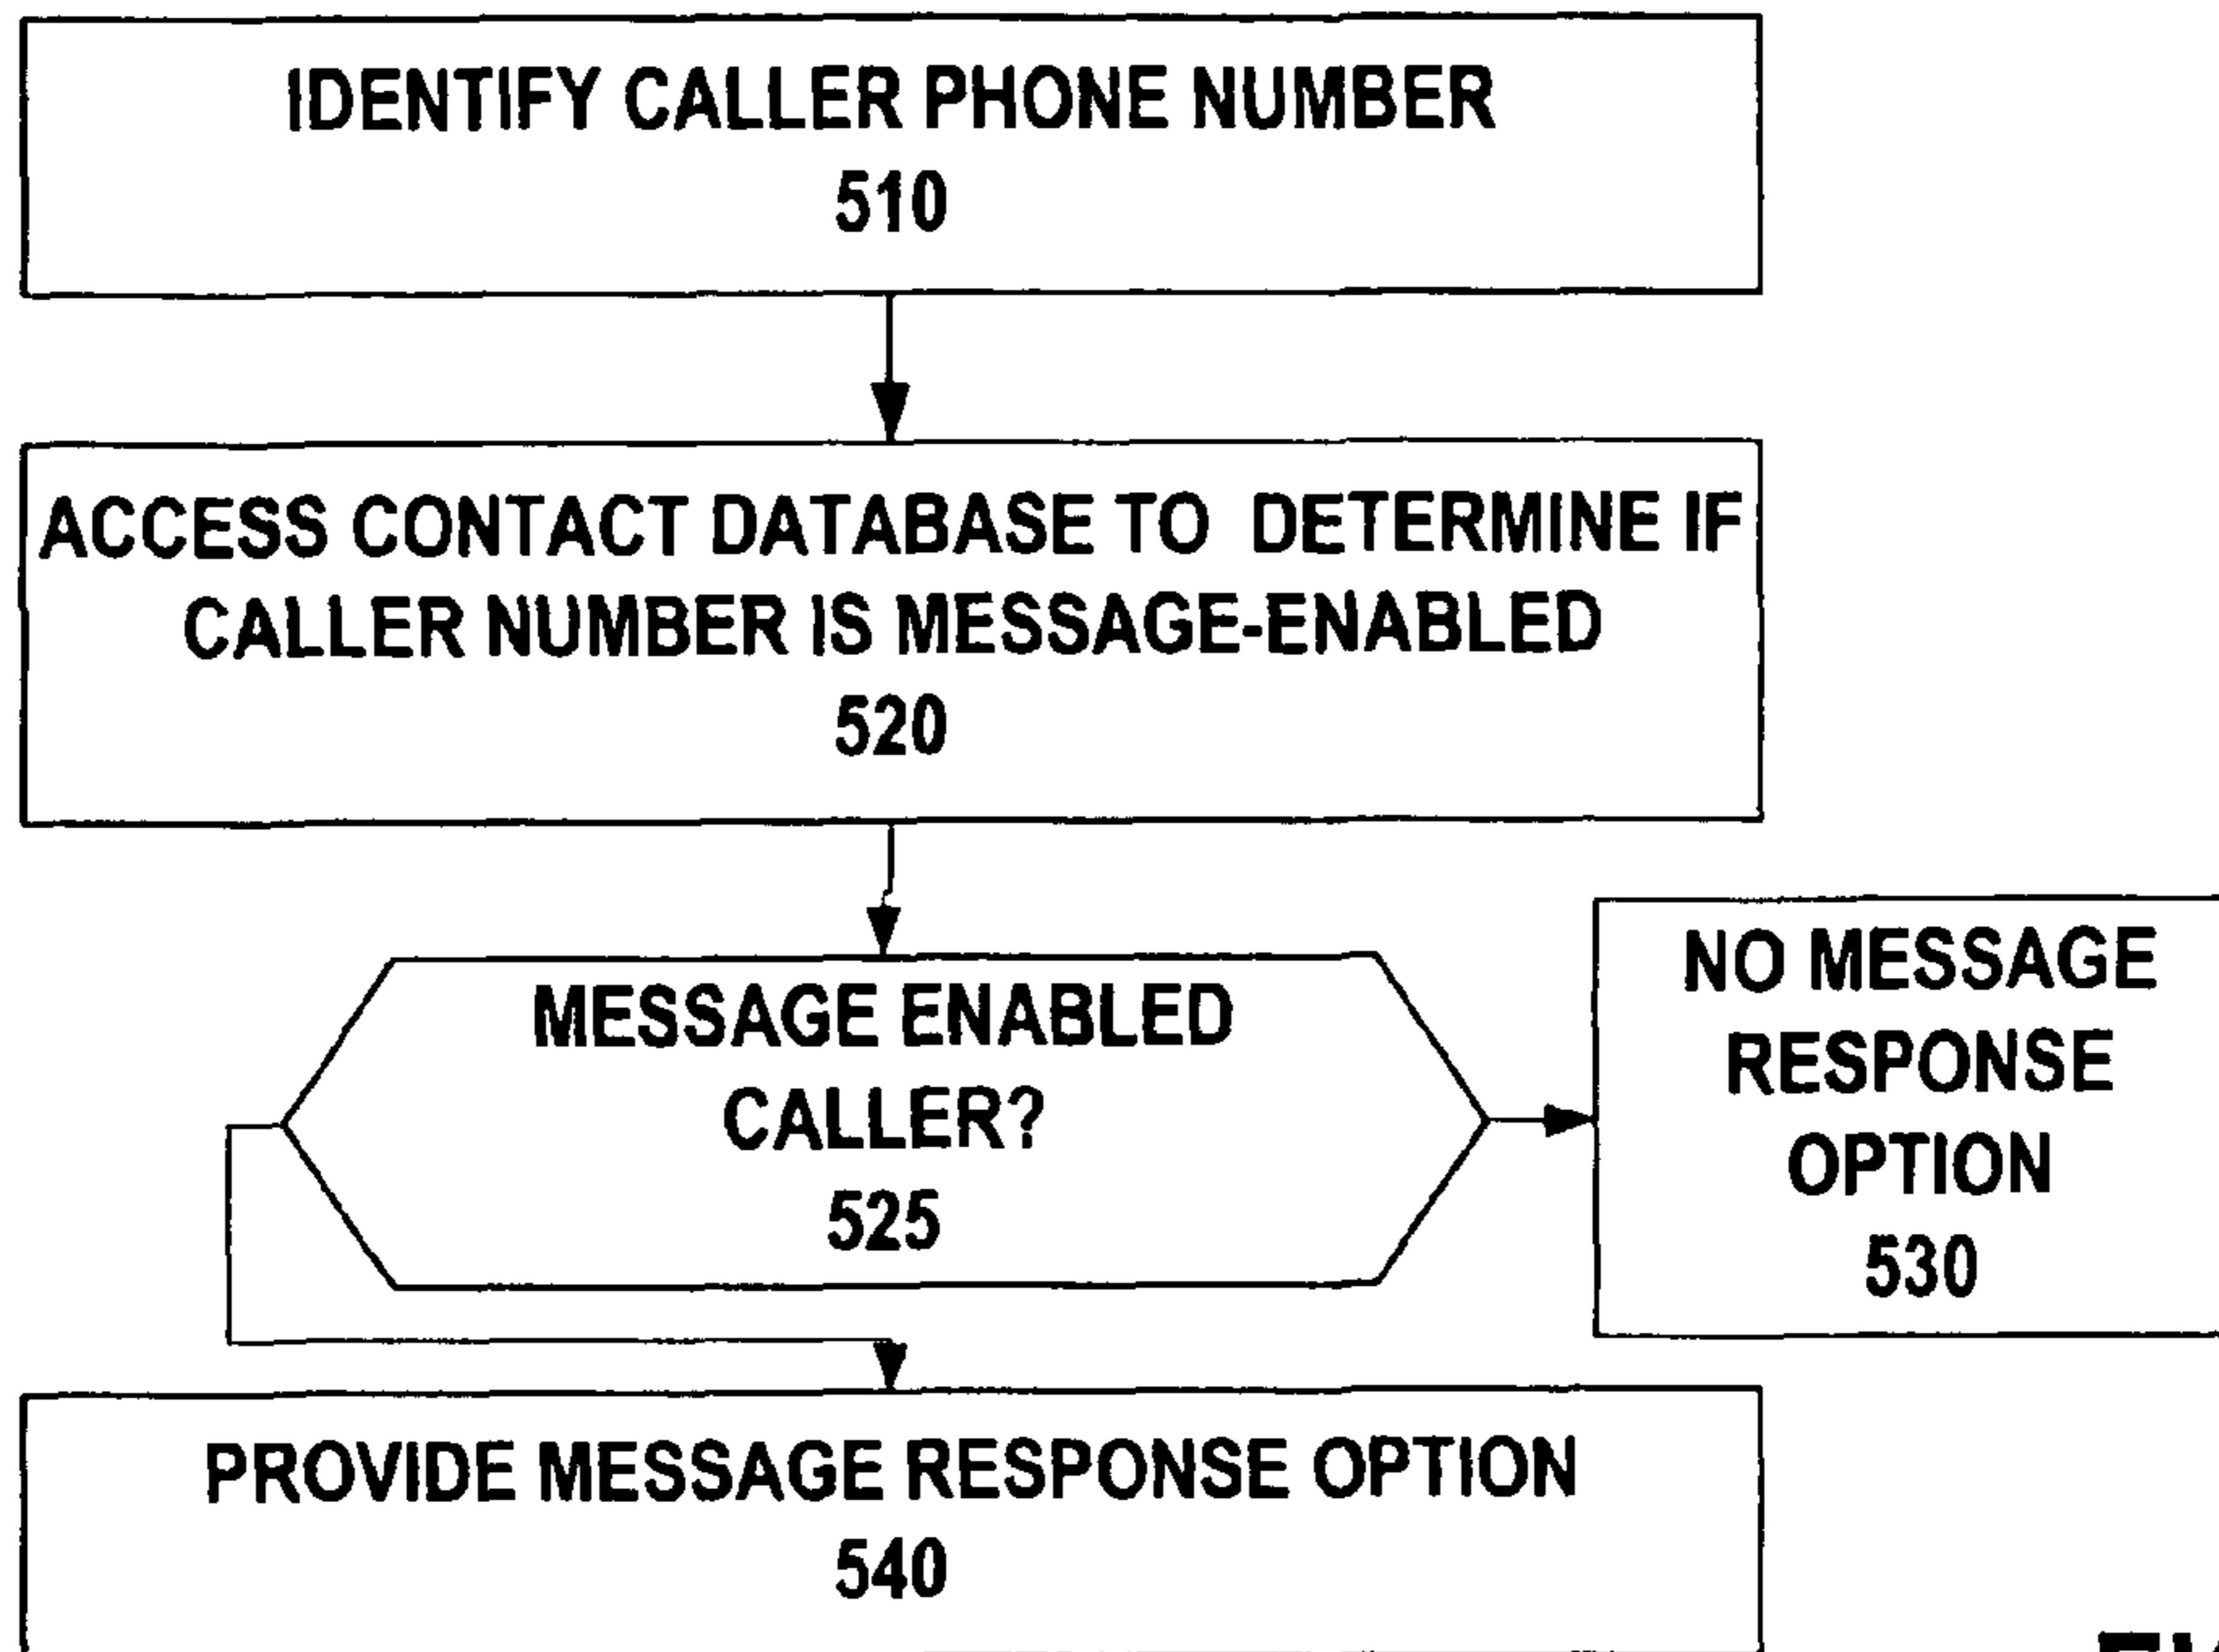 IDENTIFY CALLER PHONE NUMBER
510
ACCESS CONTACT DATABASE TO DETERMINE IF
CALLER NUMBER IS MESSAGE-ENABLED
520
MESSAGE ENABLED
CALLER?
525
NO MESSAGE
RESPONSE
OPTION
530
PROVIDE MESSAGE RESPONSE OPTION
540